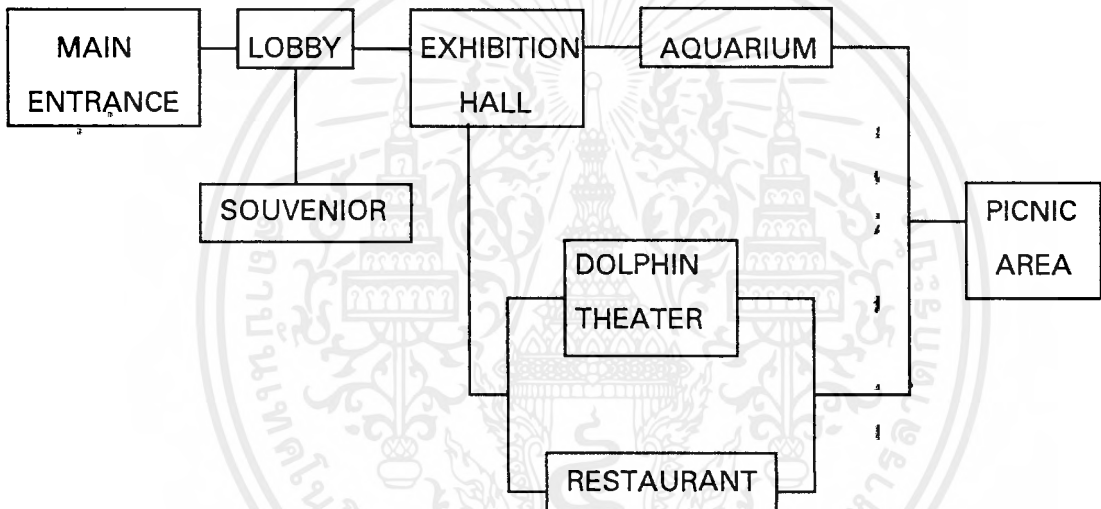 MAIN
ENTRANCE
LOBBY
EXHIBITION
HALL
AQUARIUM
SOUVENIOR
PICNIC
AREA
DOLPHIN
THEATER
RESTAURANT